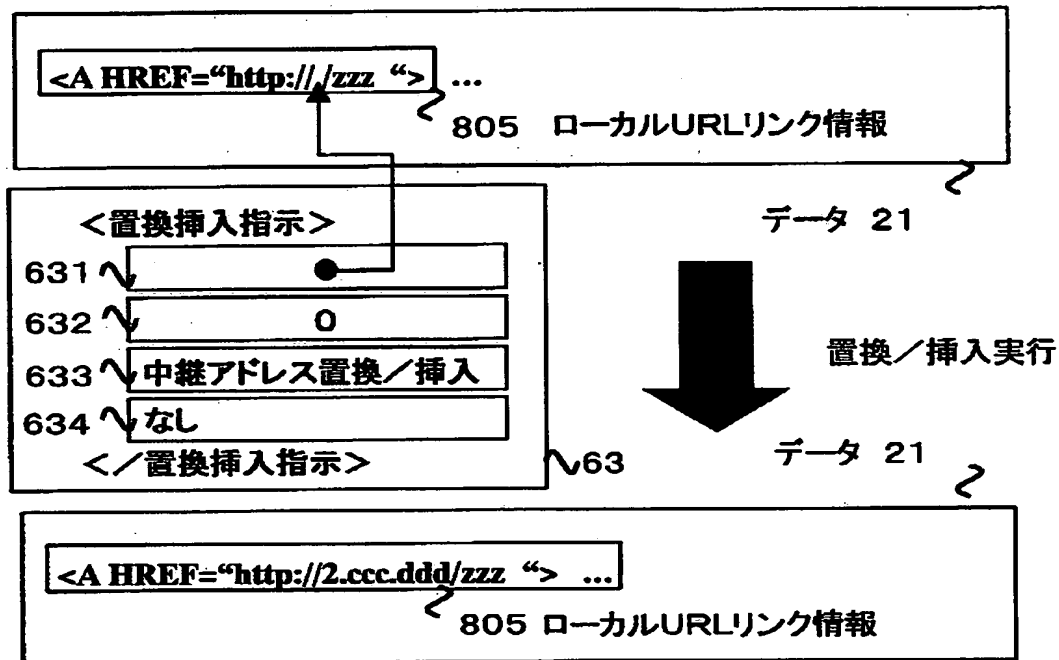 <A HREF=“http://./zzz “> ...
805 ローカルURLリンク情報
データ 21
<置換挿入指示>
631
632 0
633 中継アドレス置換/挿入
634 なし
</置換挿入指示>
63
置換/挿入実行
データ 21
<A HREF=“http://2.ccc.ddd/zzz “> ...
805 ローカルURLリンク情報